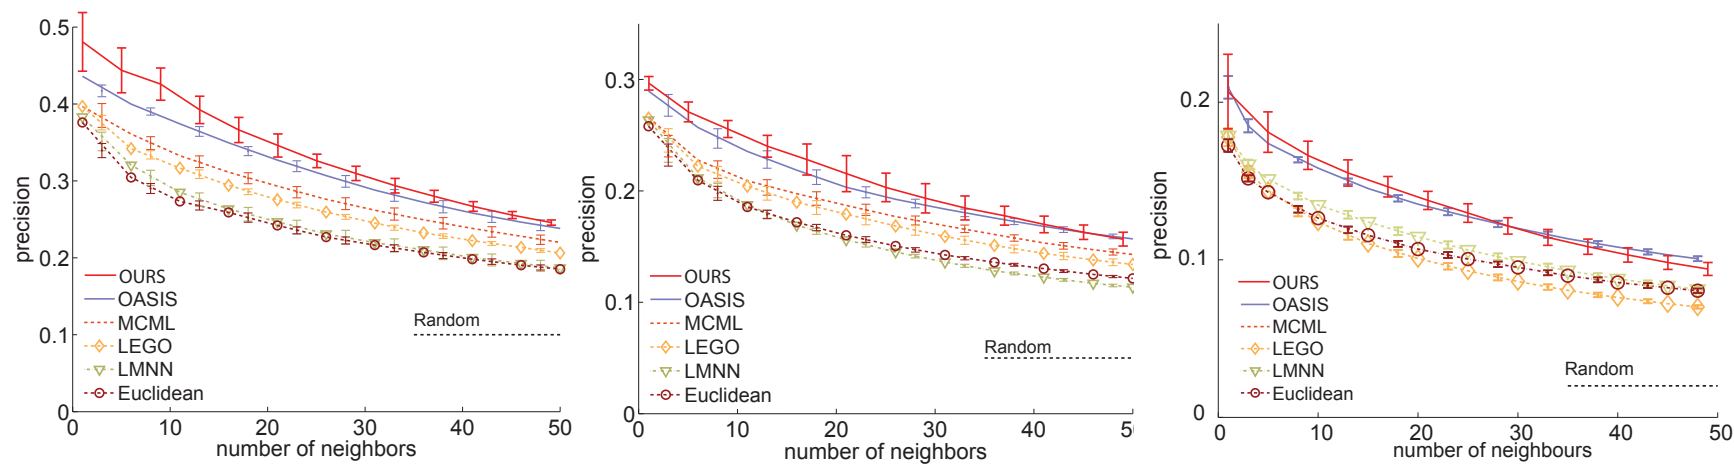 0.5
0.4
0.3
0.2
0.1
0
precision
OURS
OASIS
MCML
LEGO
LMNN
Euclidean
Random
0 10 20 30 40 50
number of neighbors
0.3
0.2
0.1
0
precision
OURS
OASIS
MCML
LEGO
LMNN
Euclidean
Random
0 10 20 30 40
number of neighbors
0.2
0.1
0
precision
OURS
OASIS
MCML
LEGO
LMNN
Euclidean
Random
0 10 20 30 40 50
number of neighbours